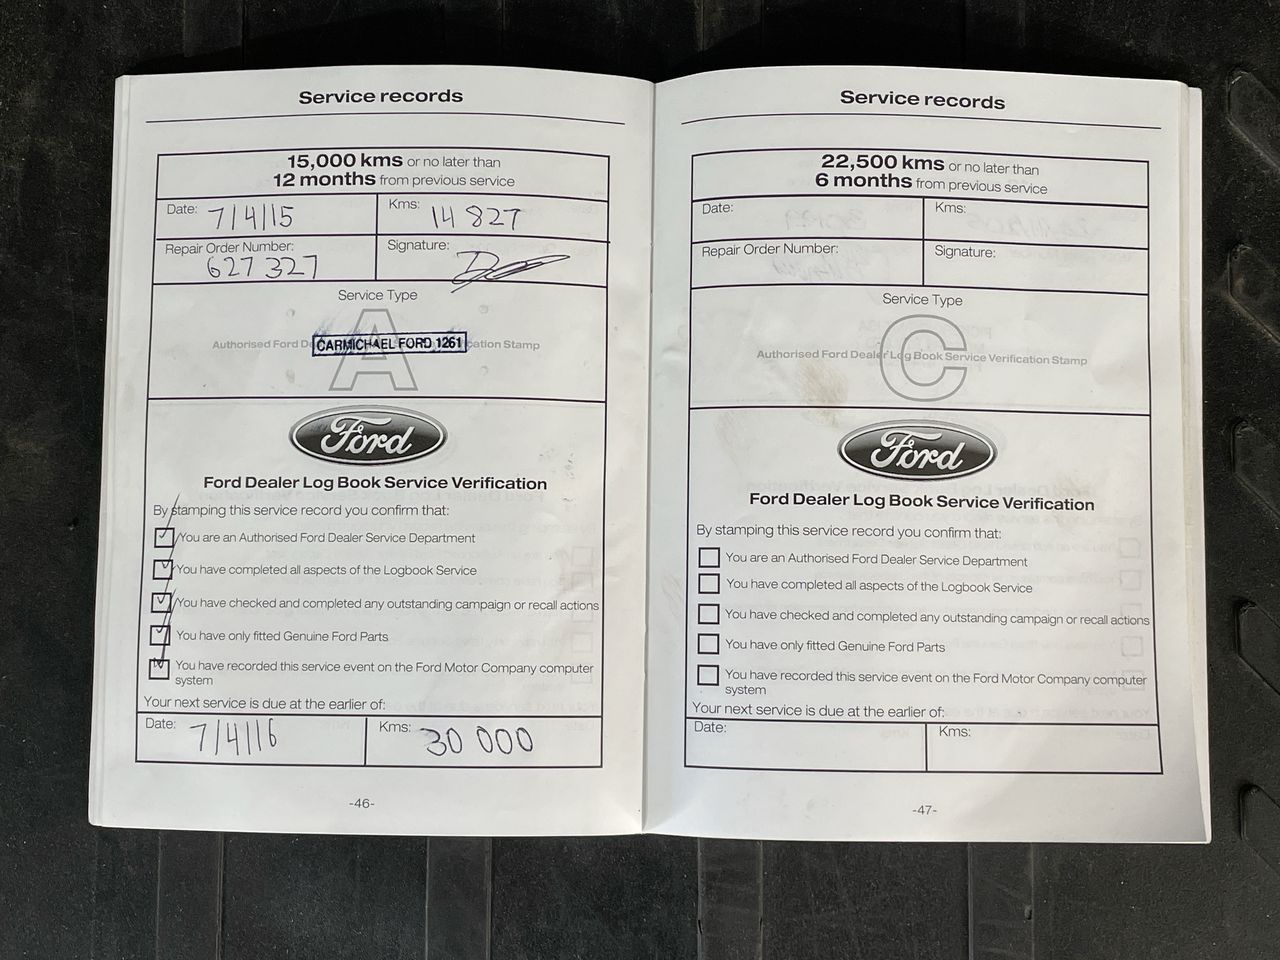 Service records
15,000 kms or no later than
12 months from previous service
Date: 7/4/15
Kms: 14 827
Repair Order Number: 627 327
Signature:
Service Type
A
Authorised Ford De
CARMICHAEL FORD 1261
cation Stamp
Ford
Ford Dealer Log Book Service Verification
By stamping this service record you confirm that:
You are an Authorised Ford Dealer Service Department
You have completed all aspects of the Logbook Service
You have checked and completed any outstanding campaign or recall actions
You have only fitted Genuine Ford Parts
You have recorded this service event on the Ford Motor Company computer
system
Your next service is due at the earlier of:
Date: 7/4/16
Kms: 30 000
-46-
Service records
22,500 kms or no later than
6 months from previous service
Date:
Kms:
Repair Order Number:
Signature:
Service Type
C
Authorised Ford Dealer Log Book Service Verification Stamp
Ford
Ford Dealer Log Book Service Verification
By stamping this service record you confirm that:
You are an Authorised Ford Dealer Service Department
You have completed all aspects of the Logbook Service
You have checked and completed any outstanding campaign or recall actions
You have only fitted Genuine Ford Parts
You have recorded this service event on the Ford Motor Company computer
system
Your next service is due at the earlier of:
Date:
Kms:
-47-